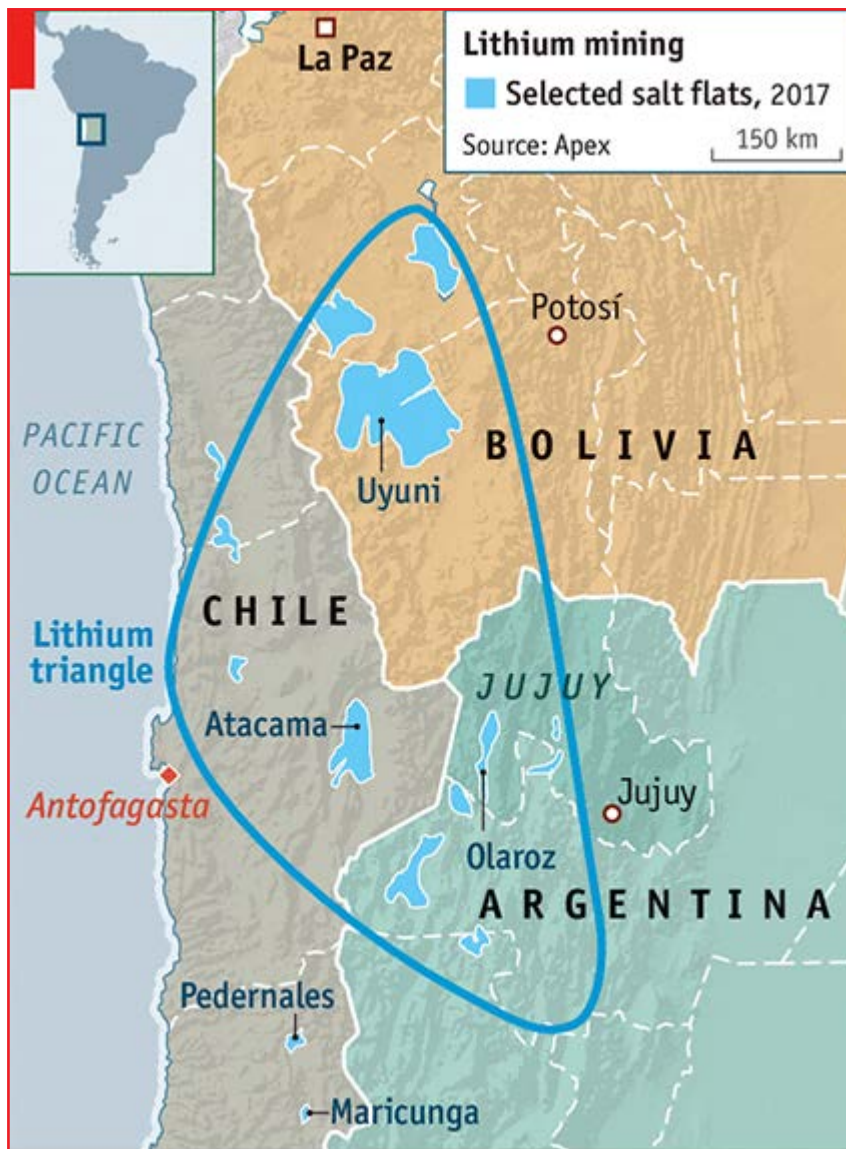 La Paz
Lithium mining
Selected salt flats, 2017
Source: Apex
150 km
Potosí
PACIFIC
OCEAN
BOLIVIA
Uyuni
CHILE
Lithium
triangle
JUJUY
Atacama
Antofagasta
Jujuy
Olaroz
ARGENTINA
Pedernales
Maricunga